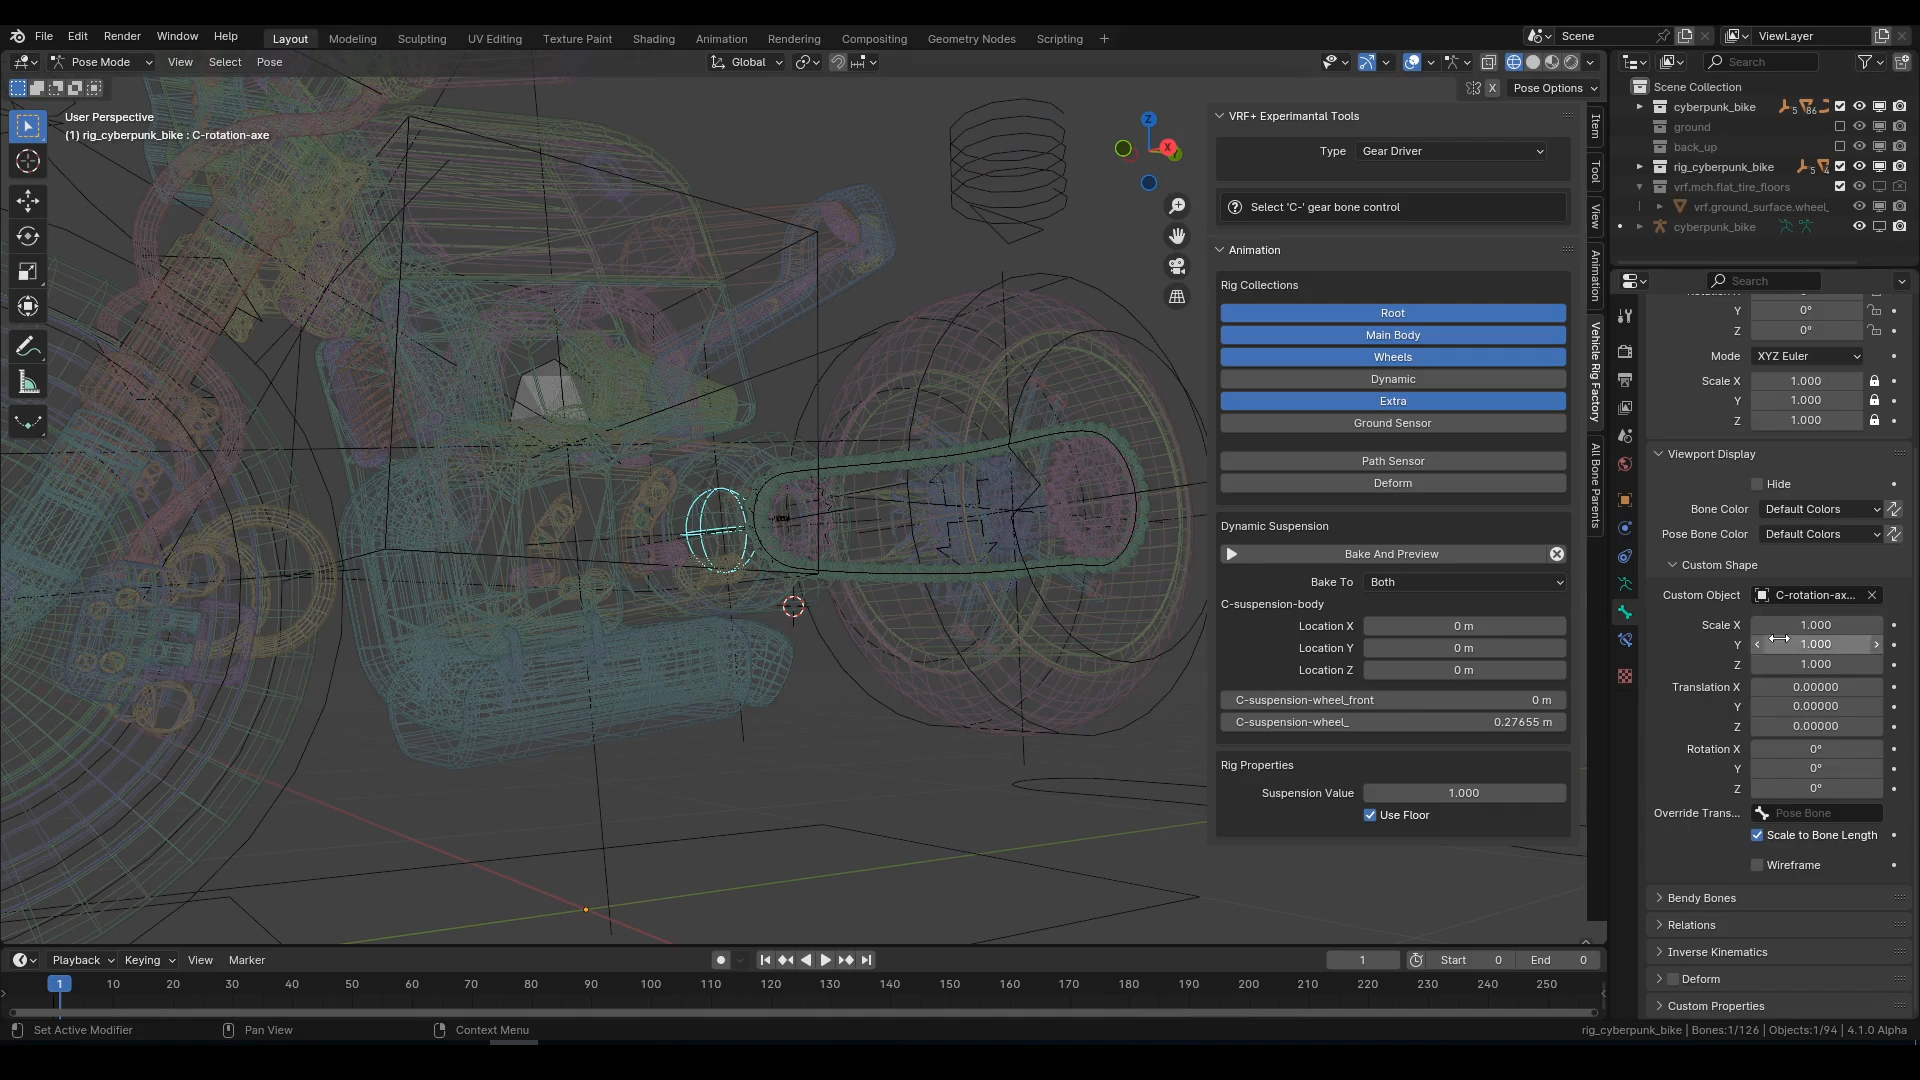 File Edit Render Window Help Layout Modeling Sculpting UV Editing Texture Paint Shading Animation Rendering Compositing Geometry Nodes Scripting + Scene ViewLayer
Pose Mode View Select Pose Global Search
X Pose Options
User Perspective
(1) rig_cyberpunk_bike : C-rotation-axe
Z
X
Y
VRF+ Experimental Tools
Type Gear Driver
Select 'C-' gear bone control
Animation
Rig Collections
Root
Main Body
Wheels
Dynamic
Extra
Ground Sensor
Path Sensor
Deform
Dynamic Suspension
Bake And Preview
Bake To Both
C-suspension-body
Location X 0 m
Location Y 0 m
Location Z 0 m
C-suspension-wheel_front 0 m
C-suspension-wheel_ 0.27655 m
Rig Properties
Suspension Value 1.000
Use Floor
Item
Tool
View
Animation
Vehicle Rig Factory
All Bone Parents
Scene Collection
cyberpunk_bike 5 86
ground
back_up
rig_cyberpunk_bike 5 4
vrf.mch.flat_tire_floors
vrf.ground_surface.wheel_
cyberpunk_bike
Search
Y 0°
Z 0°
Mode XYZ Euler
Scale X 1.000
Y 1.000
Z 1.000
Viewport Display
Hide
Bone Color Default Colors
Pose Bone Color Default Colors
Custom Shape
Custom Object C-rotation-ax...
Scale X 1.000
Y 1.000
Z 1.000
Translation X 0.00000
Y 0.00000
Z 0.00000
Rotation X 0°
Y 0°
Z 0°
Override Trans... Pose Bone
Scale to Bone Length
Wireframe
Bendy Bones
Relations
Inverse Kinematics
Deform
Custom Properties
Playback Keying View Marker 1 Start 0 End 0
1 10 20 30 40 50 60 70 80 90 100 110 120 130 140 150 160 170 180 190 200 210 220 230 240 250
Set Active Modifier Pan View Context Menu rig_cyberpunk_bike | Bones:1/126 | Objects:1/94 | 4.1.0 Alpha